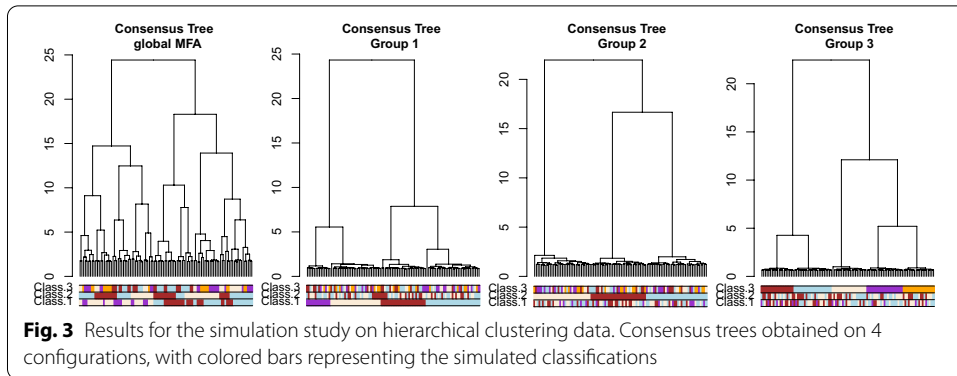 Consensus Tree
global MFA
Consensus Tree
Group 1
Consensus Tree
Group 2
Consensus Tree
Group 3
25
20
15
10
5
0
Class.3
Class.2
Class.1
25
20
15
10
5
0
Class.3
Class.2
Class.1
20
15
10
5
0
Class.3
Class.2
Class.1
20
15
10
5
0
Class.3
Class.2
Class.1
Fig. 3 Results for the simulation study on hierarchical clustering data. Consensus trees obtained on 4
configurations, with colored bars representing the simulated classifications